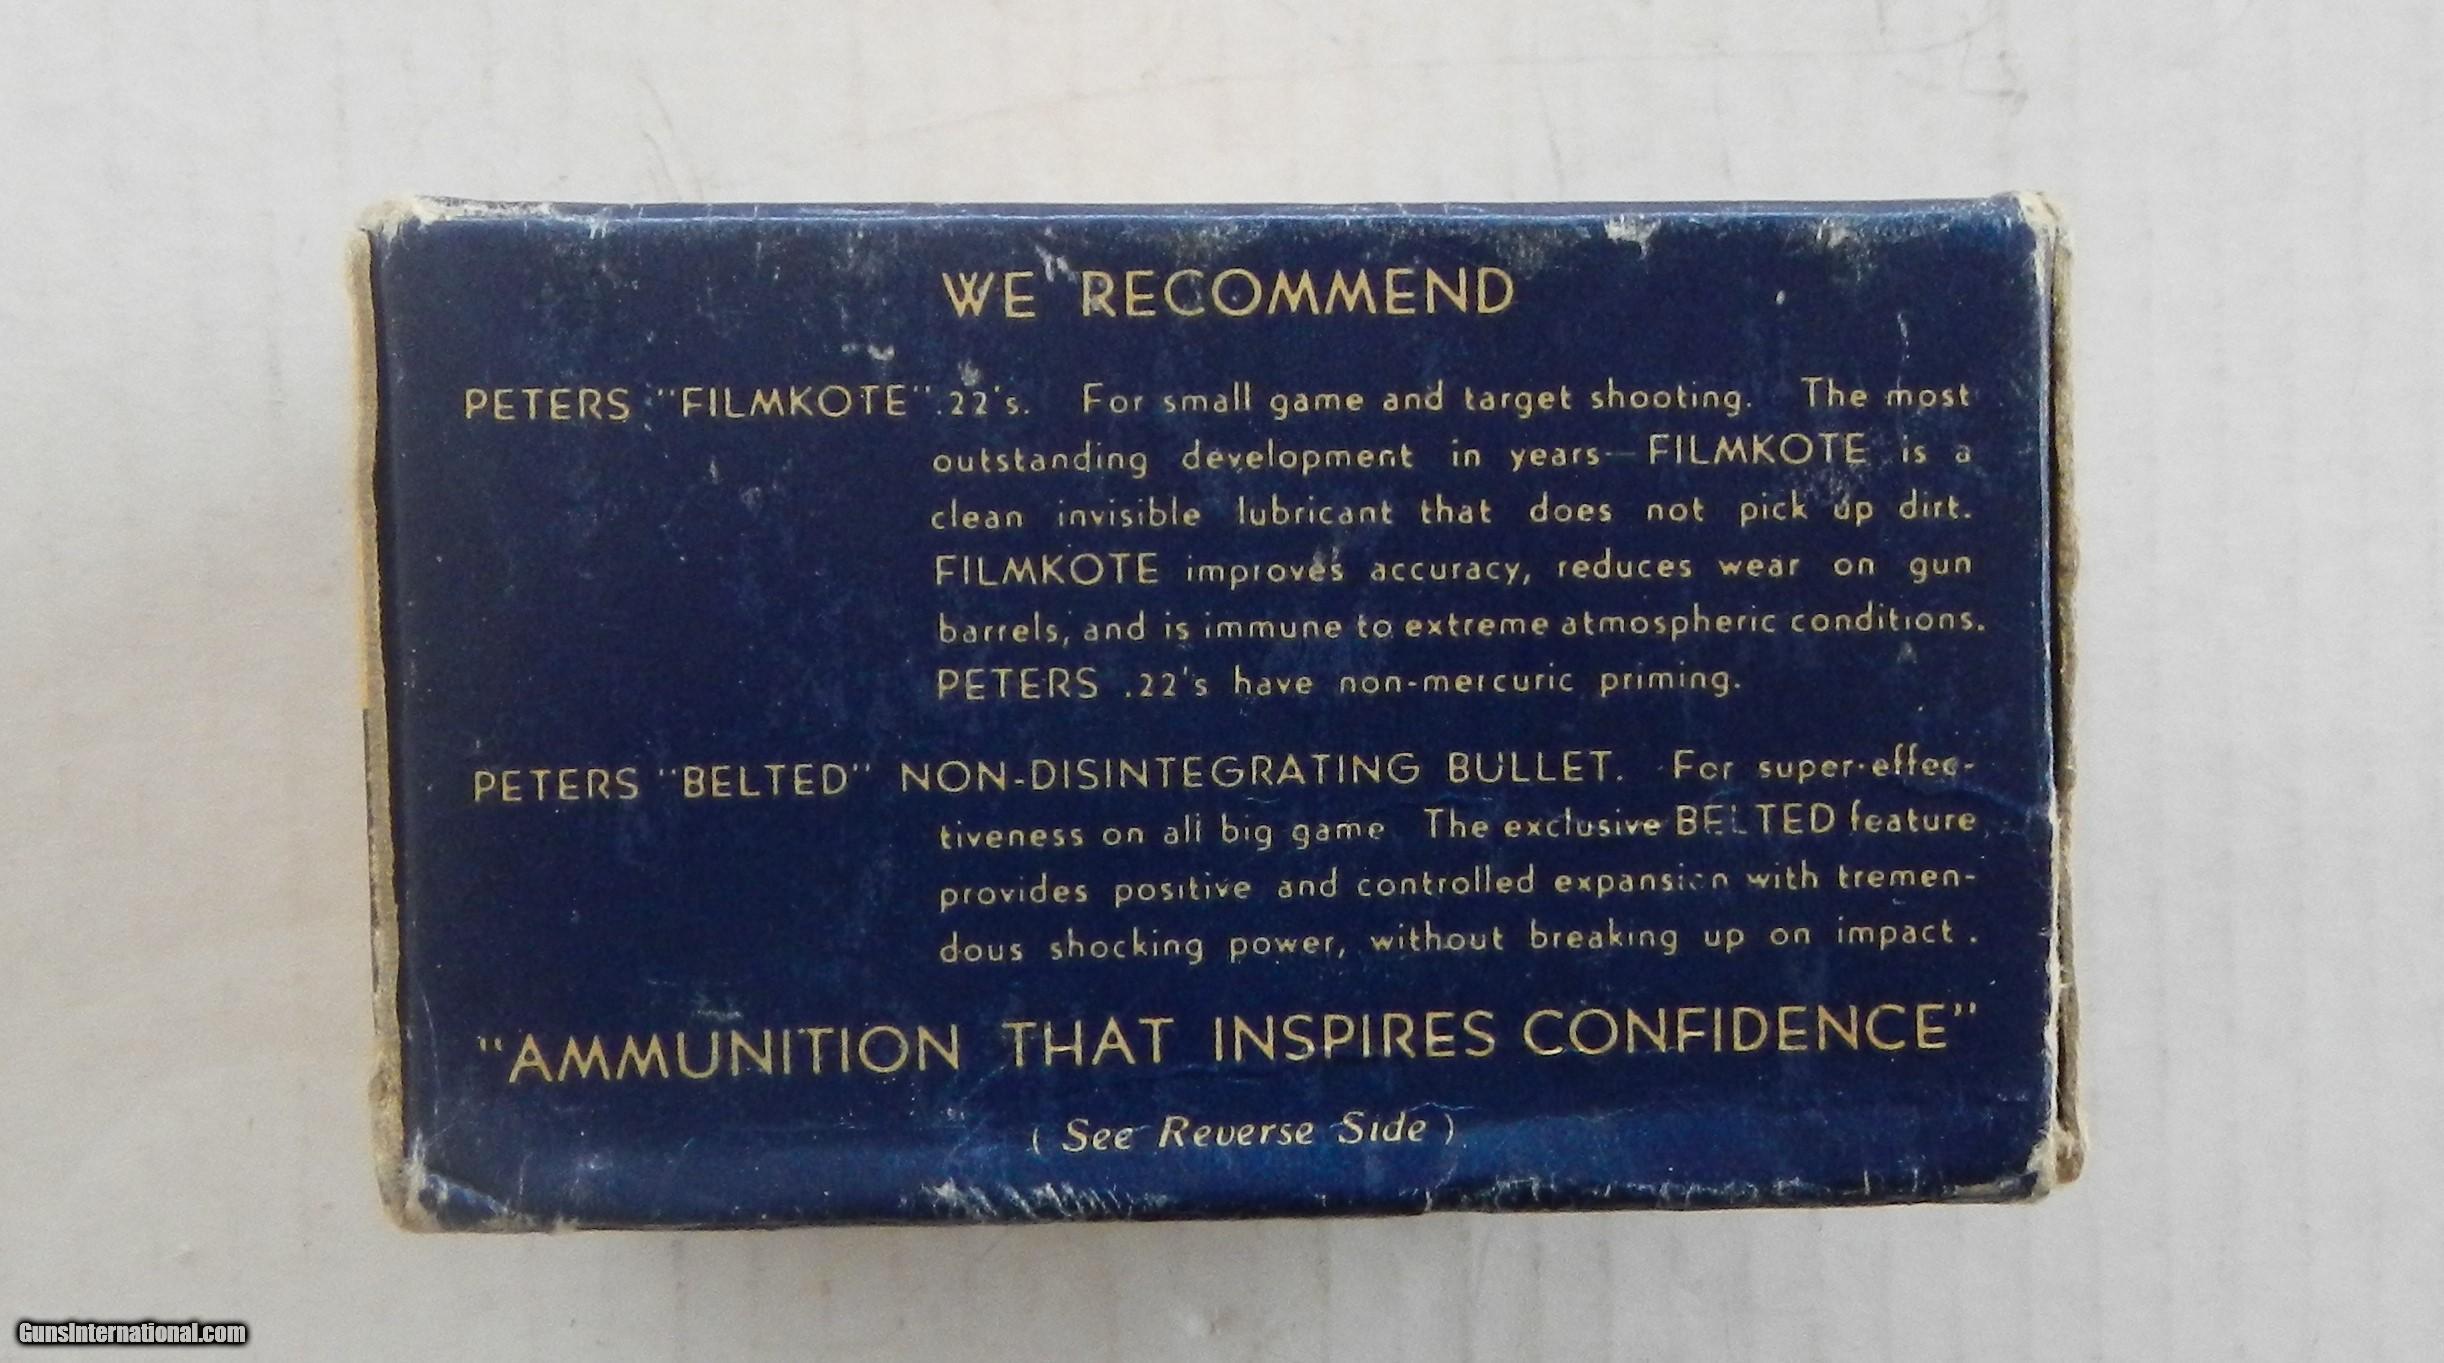 WE RECOMMEND
PETERS "FILMKOTE" .22's. For small game and target shooting. The most
outstanding development in years—FILMKOTE is a
clean invisible lubricant that does not pick up dirt.
FILMKOTE improves accuracy, reduces wear on gun
barrels, and is immune to extreme atmospheric conditions.
PETERS .22's have non-mercuric priming.
PETERS "BELTED" NON-DISINTEGRATING BULLET. For super-effec-
tiveness on all big game The exclusive BELTED feature
provides positive and controlled expansion with tremen-
dous shocking power, without breaking up on impact.
"AMMUNITION THAT INSPIRES CONFIDENCE"
(See Reverse Side)
GunsInternational.com